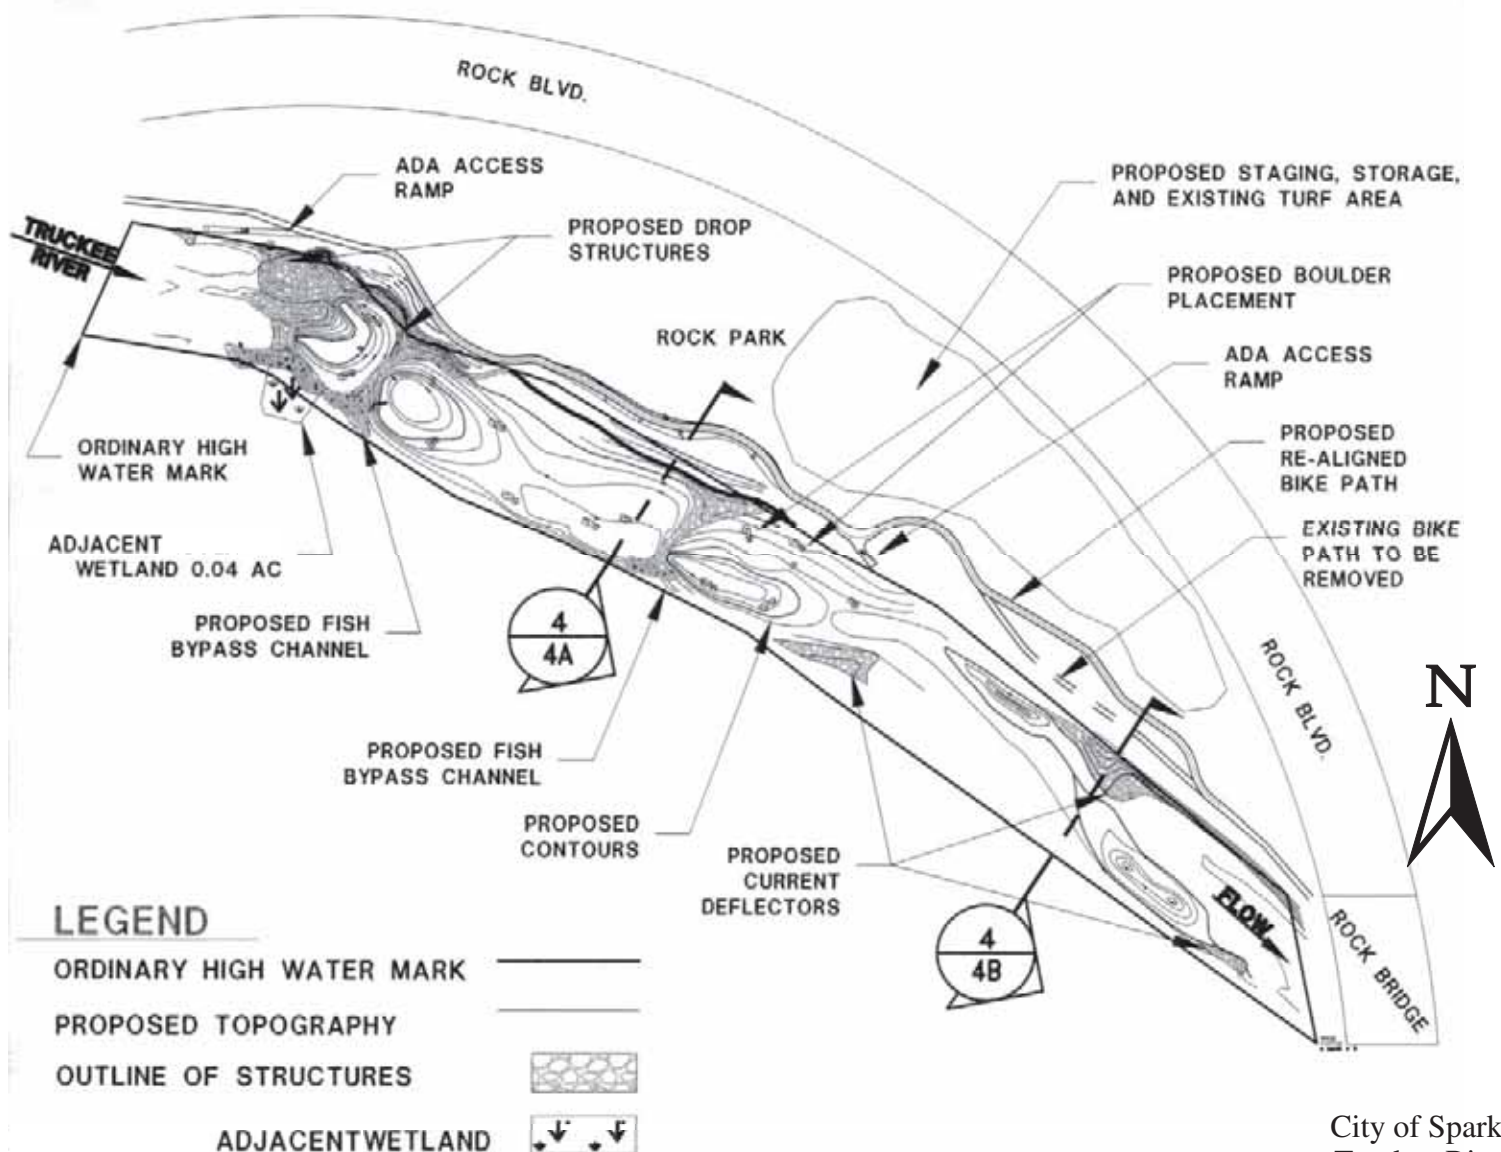 ROCK BLVD.
ADA ACCESS
RAMP
PROPOSED STAGING, STORAGE,
AND EXISTING TURF AREA
TRUCKEE
RIVER
PROPOSED DROP
STRUCTURES
PROPOSED BOULDER
PLACEMENT
ROCK PARK
ADA ACCESS
RAMP
ORDINARY HIGH
WATER MARK
PROPOSED
RE-ALIGNED
BIKE PATH
ADJACENT
WETLAND 0.04 AC
EXISTING BIKE
PATH TO BE
REMOVED
PROPOSED FISH
BYPASS CHANNEL
4
4A
ROCK BLVD.
N
PROPOSED FISH
BYPASS CHANNEL
PROPOSED
CONTOURS
PROPOSED
CURRENT
DEFLECTORS
FLOW
4
4B
ROCK BRIDGE
LEGEND
ORDINARY HIGH WATER MARK
PROPOSED TOPOGRAPHY
OUTLINE OF STRUCTURES
ADJACENTWETLAND
City of Spark